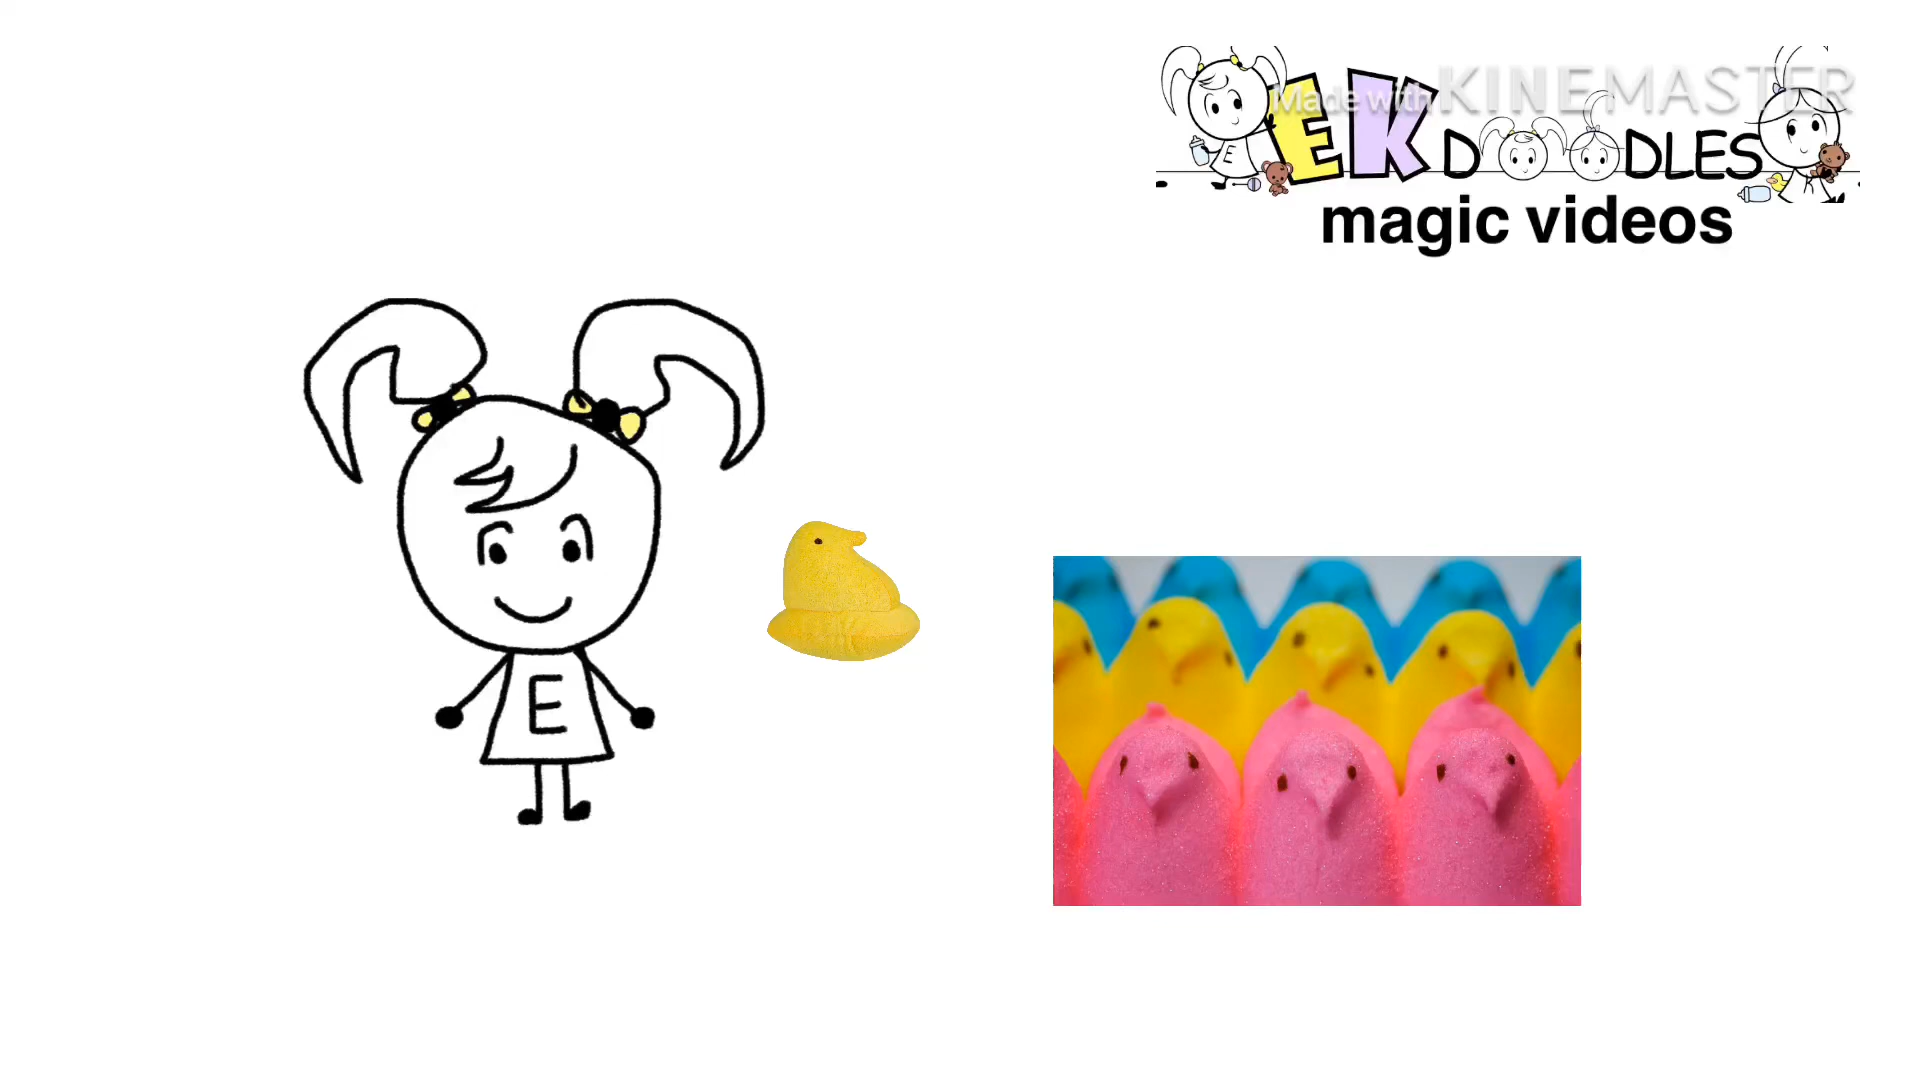 Made with KINEMASTER
EK DOODLES
magic videos
E
E
K